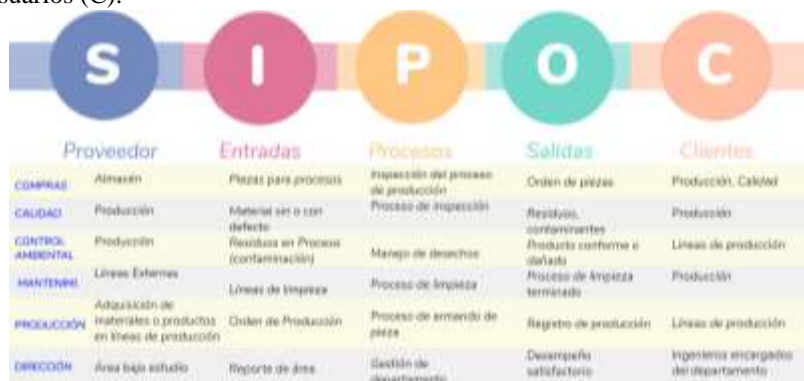 suarios (C).
S I P O C
Proveedor Entradas Procesos Salidas Clientes
COMPRAS Almacén Piezas para procesos Inspección del proceso de producción Orden de piezas Producción, Calidad
CALIDAD Producción Material sin o con defecto Proceso de inspección Residuos, contaminantes Producción
CONTROL AMBIENTAL Producción Residuos en Proceso (contaminación) Manejo de desechos Producto conforme o dañado Líneas de producción
MANTENIMI. Líneas Externas Líneas de limpieza Proceso de limpieza Proceso de limpieza terminado Producción
PRODUCCIÓN Adquisición de materiales o productos en líneas de producción Orden de Producción Proceso de armando de pieza Registro de producción Líneas de producción
DIRECCIÓN Área bajo estudio Reporte de área Gestión de departamento Desempeño satisfactorio Ingenieros encargados del departamento